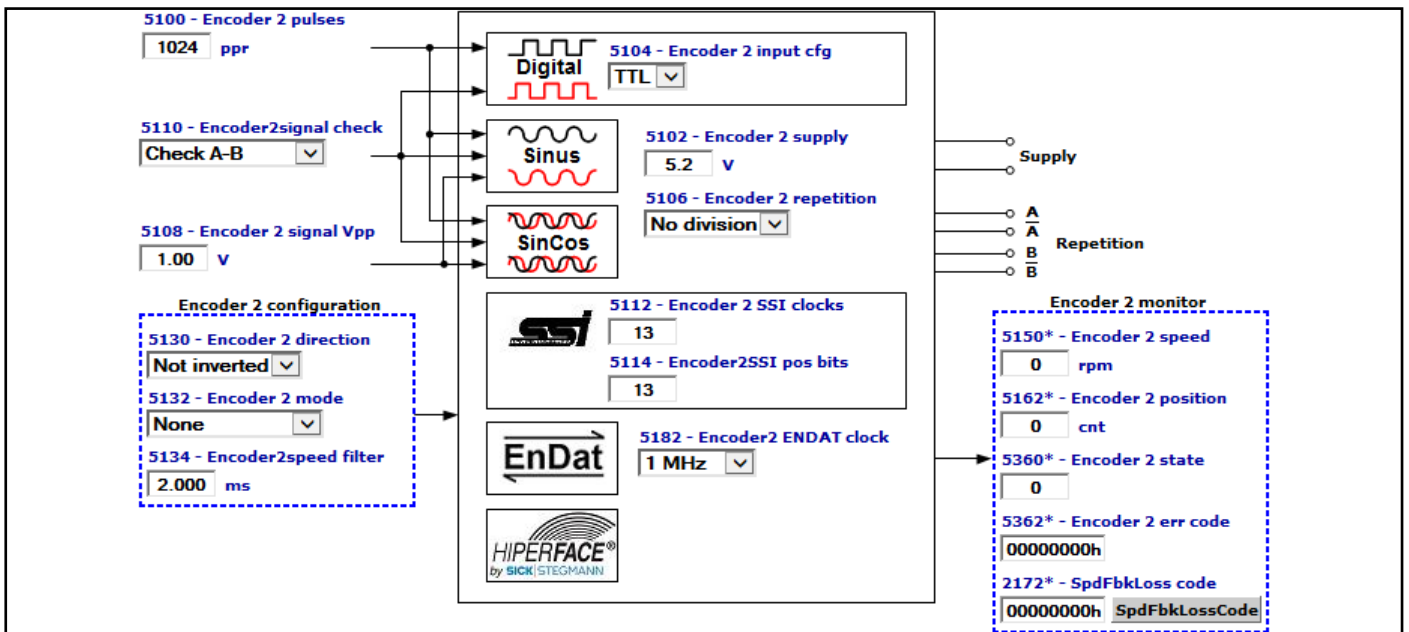 5100 - Encoder 2 pulses
1024 ppr
Digital
5104 - Encoder 2 input cfg
TTL
5110 - Encoder2signal check
Check A-B
Sinus
5102 - Encoder 2 supply
5.2 V
Supply
5106 - Encoder 2 repetition
No division
5108 - Encoder 2 signal Vpp
1.00 V
SinCos
A
A
B
B
Repetition
Encoder 2 configuration
5130 - Encoder 2 direction
Not inverted
5132 - Encoder 2 mode
None
5134 - Encoder2speed filter
2.000 ms
SSI
5112 - Encoder 2 SSI clocks
13
5114 - Encoder2SSI pos bits
13
EnDat
5182 - Encoder2 ENDAT clock
1 MHz
HIPERFACE®
by SICK STEGMANN
Encoder 2 monitor
5150* - Encoder 2 speed
0 rpm
5162* - Encoder 2 position
0 cnt
5360* - Encoder 2 state
0
5362* - Encoder 2 err code
00000000h
2172* - SpdFbkLoss code
00000000h SpdFbkLossCode